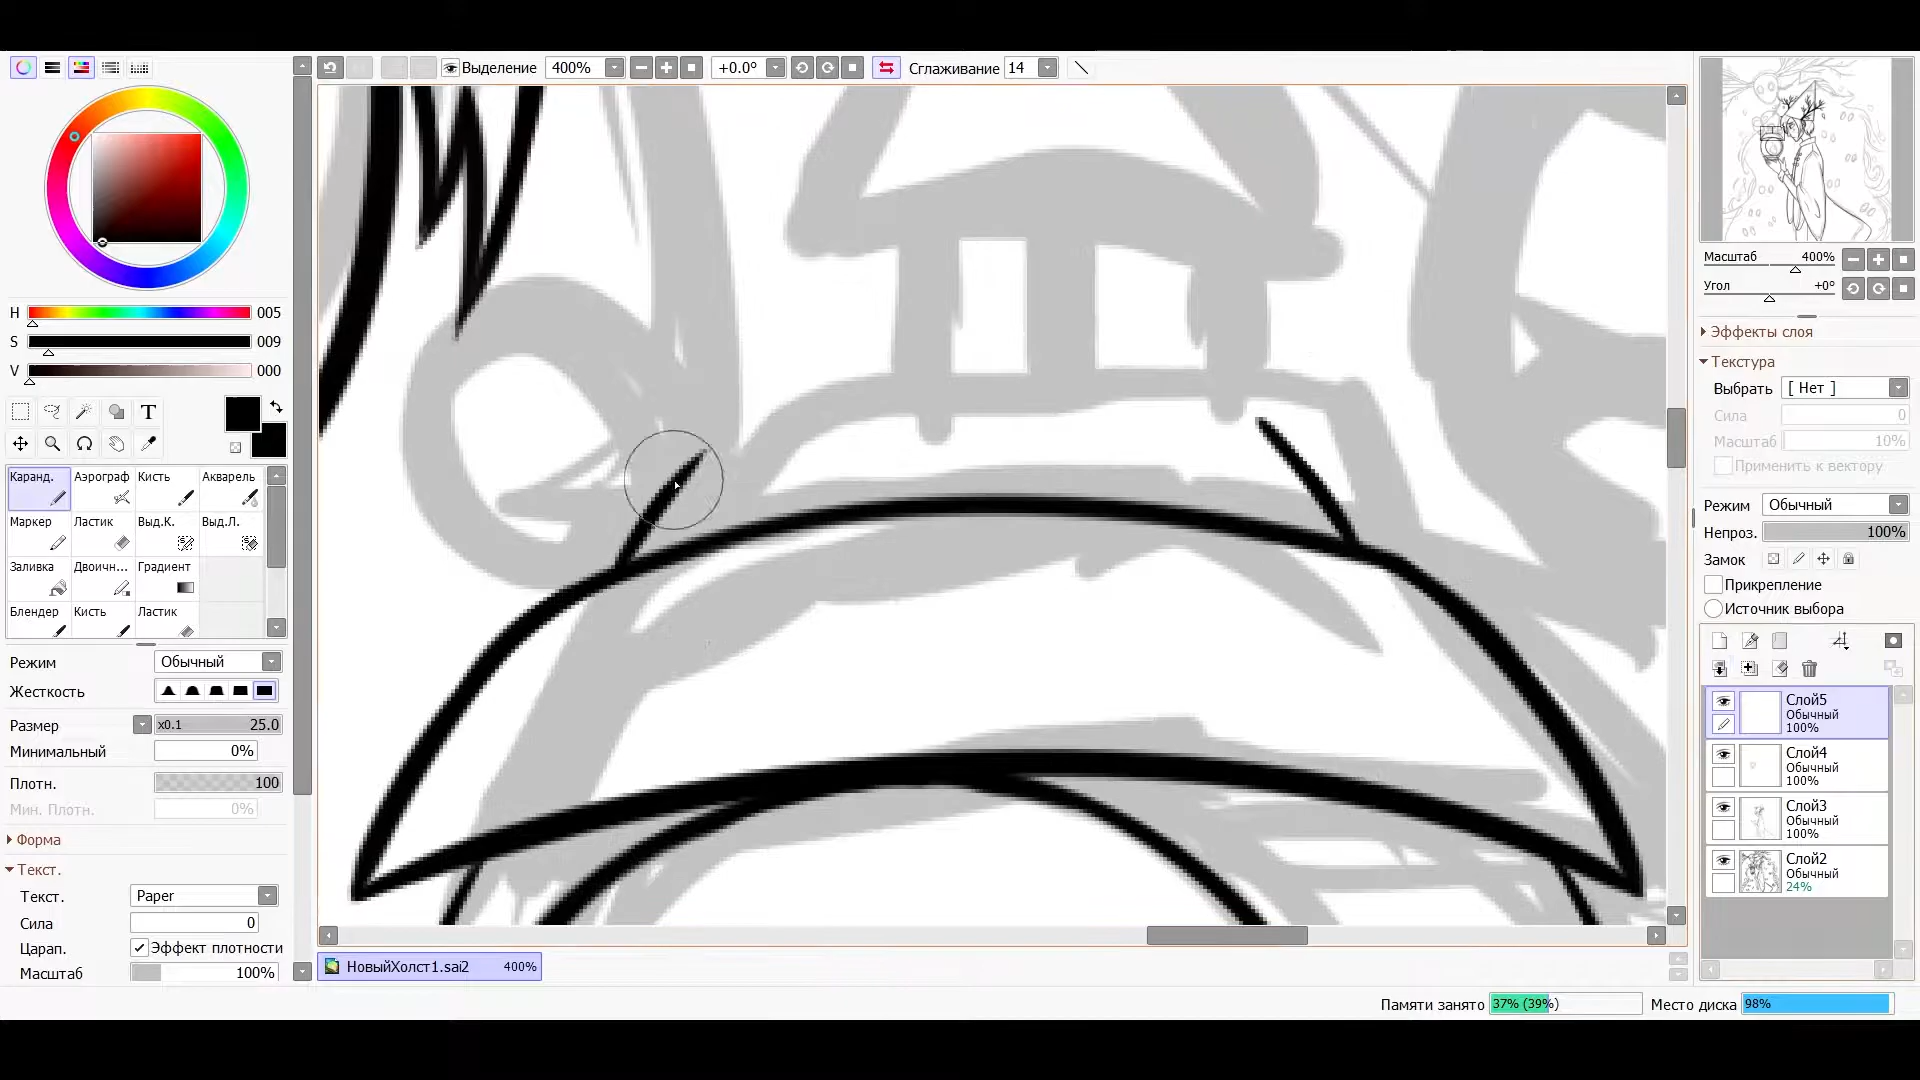 Выделение 400% +0.0° Сглаживание 14
H 005
S 009
V 000
T
Каранд. Аэрограф Кисть Акварель
Маркер Ластик Выд.К. Выд.Л.
Заливка Двоичн... Градиент
Блендер Кисть Ластик
Режим Обычный
Жесткость
Размер x0.1 25.0
Минимальный 0%
Плотн. 100
Мин. Плотн. 0%
Форма
Текст.
Текст. Paper
Сила 0
Царап. Эффект плотности
Масштаб 100%
НовыйХолст1.sai2 400%
Масштаб 400%
Угол +0°
Эффекты слоя
Текстура
Выбрать [ Нет ]
Сила 0
Масштаб 10%
Применить к вектору
Режим Обычный
Непроз. 100%
Замок
Прикрепление
Источник выбора
Слой5
Обычный
100%
Слой4
Обычный
100%
Слой3
Обычный
100%
Слой2
Обычный
24%
Памяти занято 37% (39%) Место диска 98%